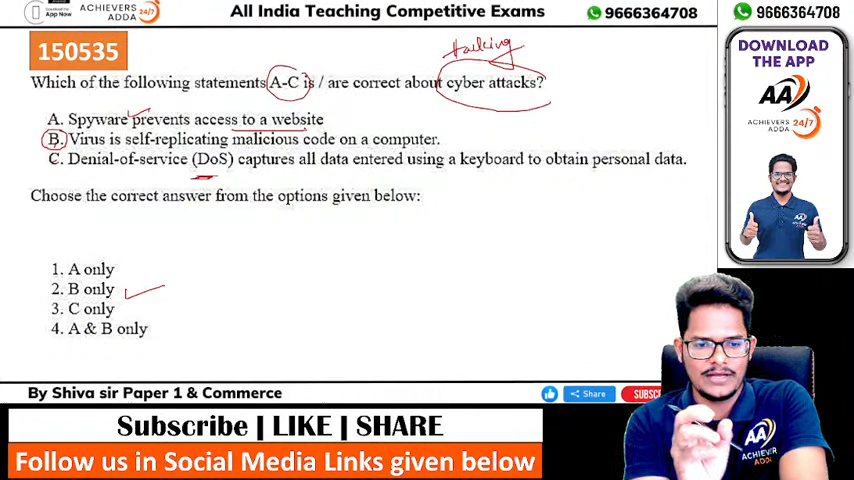 App Now
ACHIEVERS
ADDA
24/7
All India Teaching Competitive Exams
9666364708
9666364708
150535
Hacking
Which of the following statements A-C is / are correct about cyber attacks?
A. Spyware prevents access to a website
B. Virus is self-replicating malicious code on a computer.
C. Denial-of-service (DoS) captures all data entered using a keyboard to obtain personal data.
Choose the correct answer from the options given below:
1. A only
2. B only
3. C only
4. A & B only
DOWNLOAD
THE APP
AA
ACHIEVERS
ADDA
24/7
By Shiva sir Paper 1 & Commerce
Share
SUBSC
Subscribe | LIKE | SHARE
Follow us in Social Media Links given below
AA
ACHIEVER
ADDA